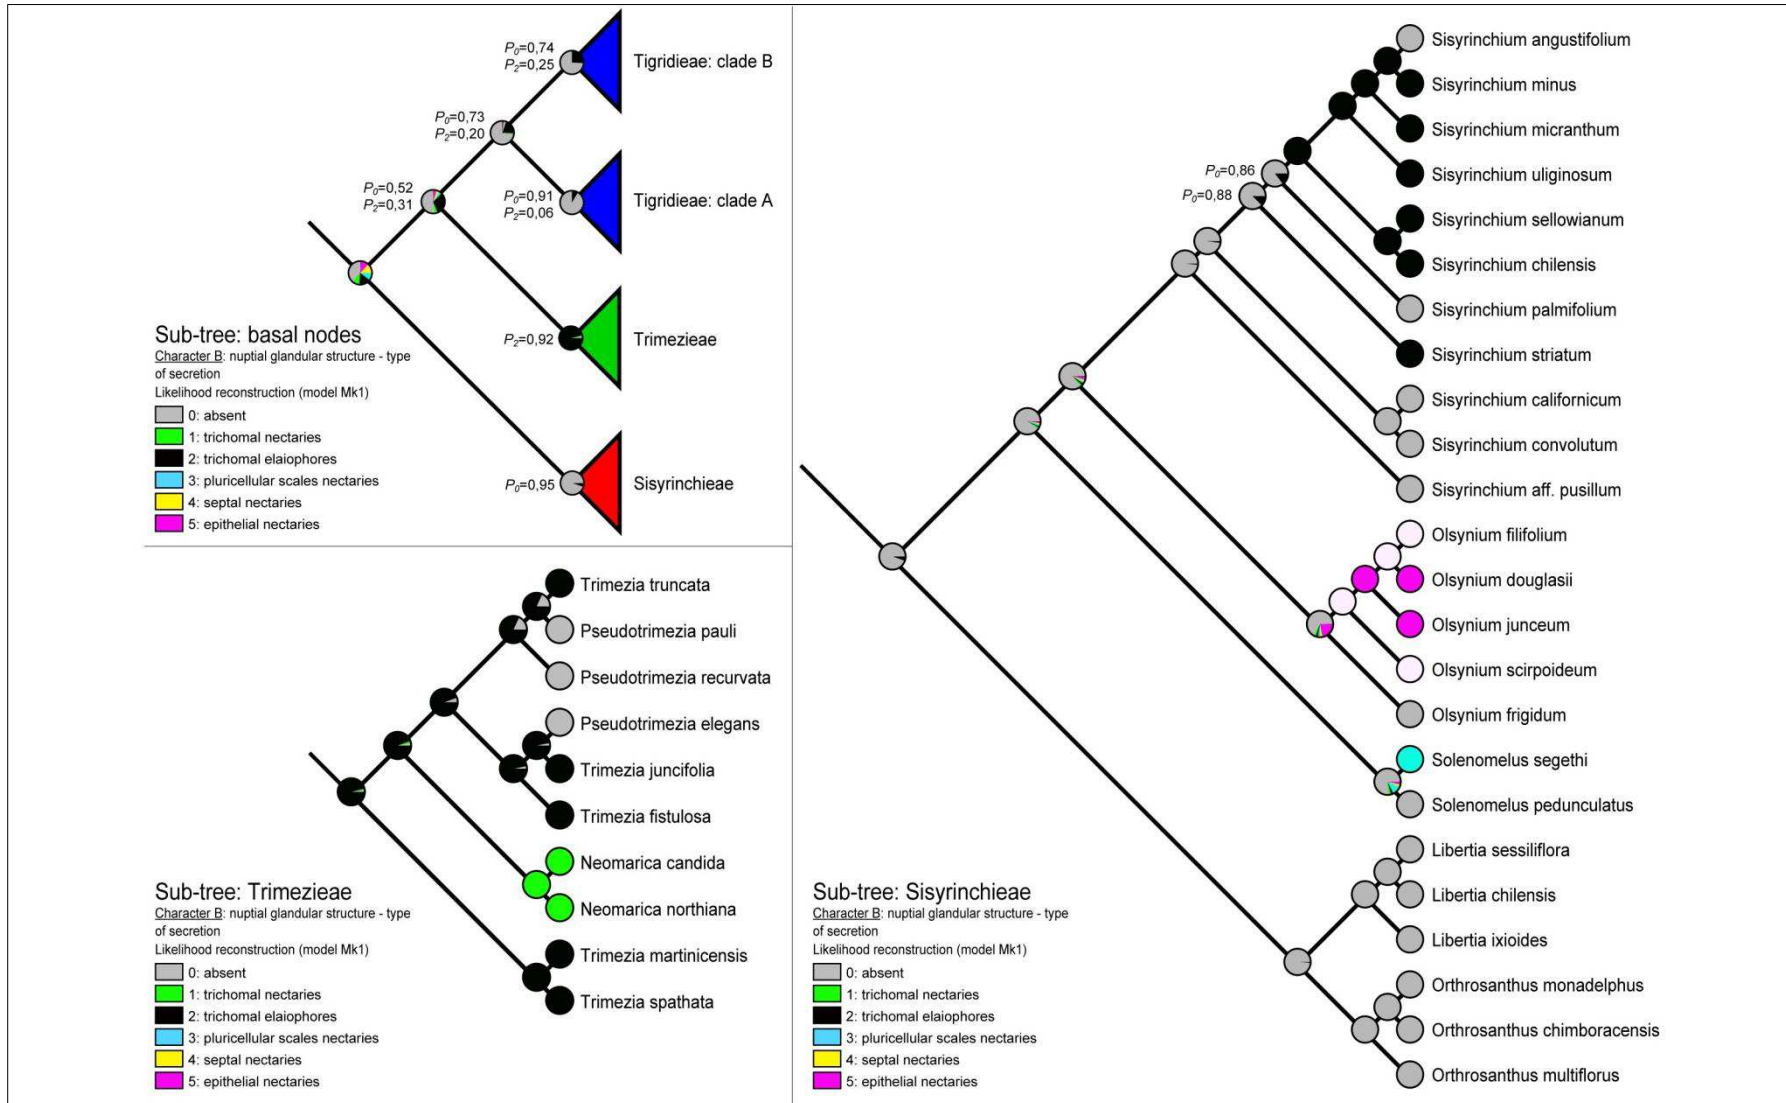 P₀=0,74
P₂=0,25
Tigridieae: clade B
P₀=0,73
P₂=0,20
P₀=0,52
P₂=0,31
P₀=0,91
P₂=0,06
Tigridieae: clade A
P₂=0,92
Trimezieae
P₀=0,95
Sisyrinchieae
Sub-tree: basal nodes
Character B: nuptial glandular structure - type
of secretion
Likelihood reconstruction (model Mk1)
0: absent
1: trichomal nectaries
2: trichomal elaiophores
3: pluricellular scales nectaries
4: septal nectaries
5: epithelial nectaries
Trimezia truncata
Pseudotrimezia pauli
Pseudotrimezia recurvata
Pseudotrimezia elegans
Trimezia juncifolia
Trimezia fistulosa
Neomarica candida
Neomarica northiana
Trimezia martinicensis
Trimezia spathata
Sub-tree: Trimezieae
Character B: nuptial glandular structure - type
of secretion
Likelihood reconstruction (model Mk1)
0: absent
1: trichomal nectaries
2: trichomal elaiophores
3: pluricellular scales nectaries
4: septal nectaries
5: epithelial nectaries
P₀=0,86
P₀=0,88
Sisyrinchium angustifolium
Sisyrinchium minus
Sisyrinchium micranthum
Sisyrinchium uliginosum
Sisyrinchium sellowianum
Sisyrinchium chilensis
Sisyrinchium palmifolium
Sisyrinchium striatum
Sisyrinchium californicum
Sisyrinchium convolutum
Sisyrinchium aff. pusillum
Olsynium filifolium
Olsynium douglasii
Olsynium junceum
Olsynium scirpoideum
Olsynium frigidum
Solenomelus segethi
Solenomelus pedunculatus
Libertia sessiliflora
Libertia chilensis
Libertia ixioides
Orthrosanthus monadelphus
Orthrosanthus chimboracensis
Orthrosanthus multiflorus
Sub-tree: Sisyrinchieae
Character B: nuptial glandular structure - type
of secretion
Likelihood reconstruction (model Mk1)
0: absent
1: trichomal nectaries
2: trichomal elaiophores
3: pluricellular scales nectaries
4: septal nectaries
5: epithelial nectaries